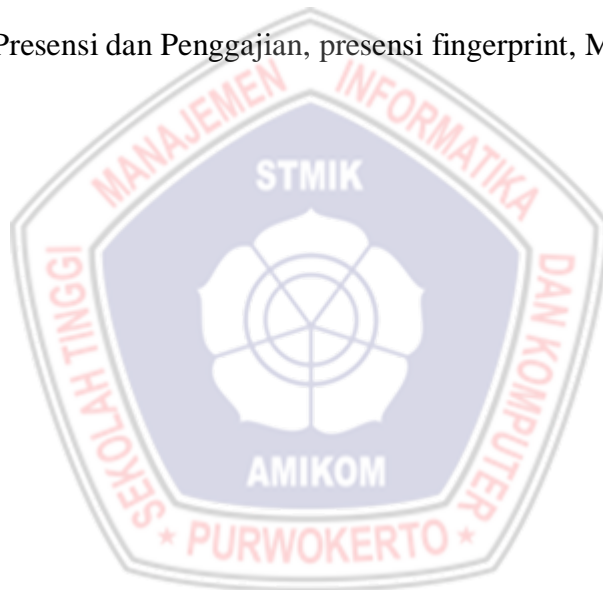 Presensi dan Penggajian, presensi fingerprint, M
SEKOLAH TINGGI MANAJEMEN INFORMATIKA DAN KOMPUTER
STMIK
AMIKOM
* PURWOKERTO *